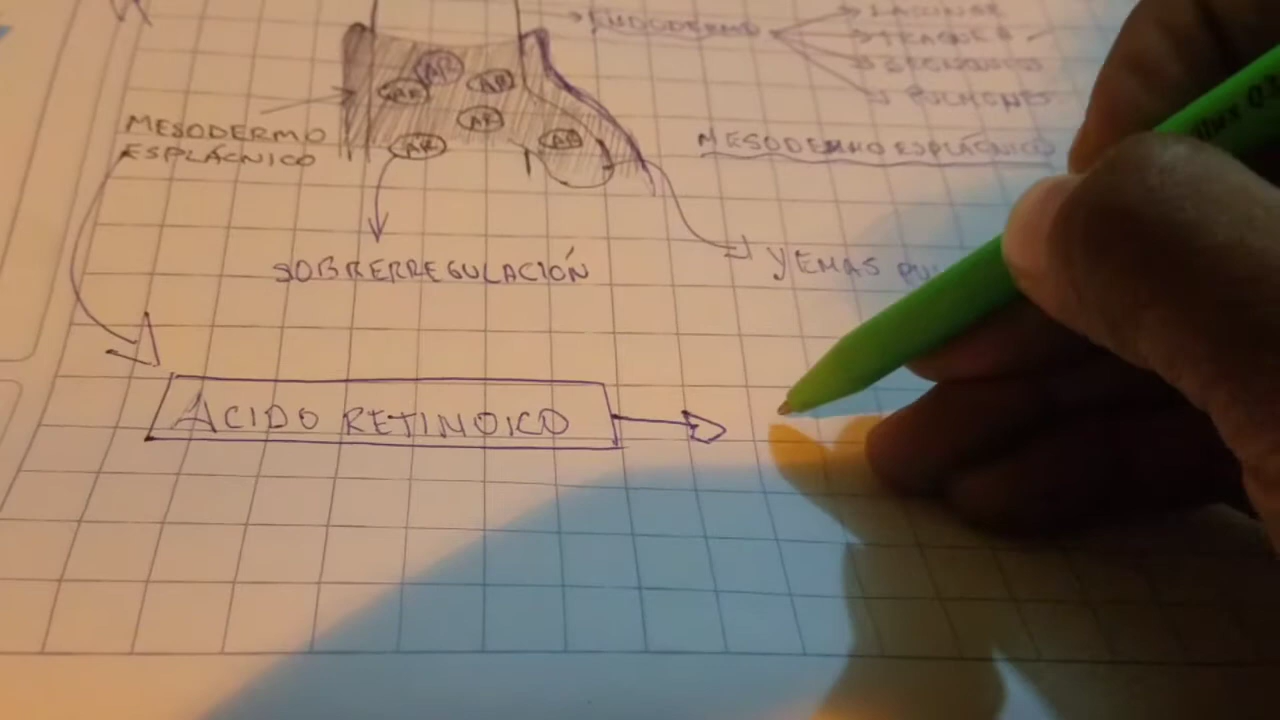 ENDODERMO
LARINGE
TRAQUEA
BRONQUIOS
PULMONES
AR
AR
AR
AR
AR
AR
MESODERMO
ESPLÁCNICO
MESODERMO ESPLÁCNICO
SOBRERREGULACIÓN
YEMAS
ACIDO RETINOICO